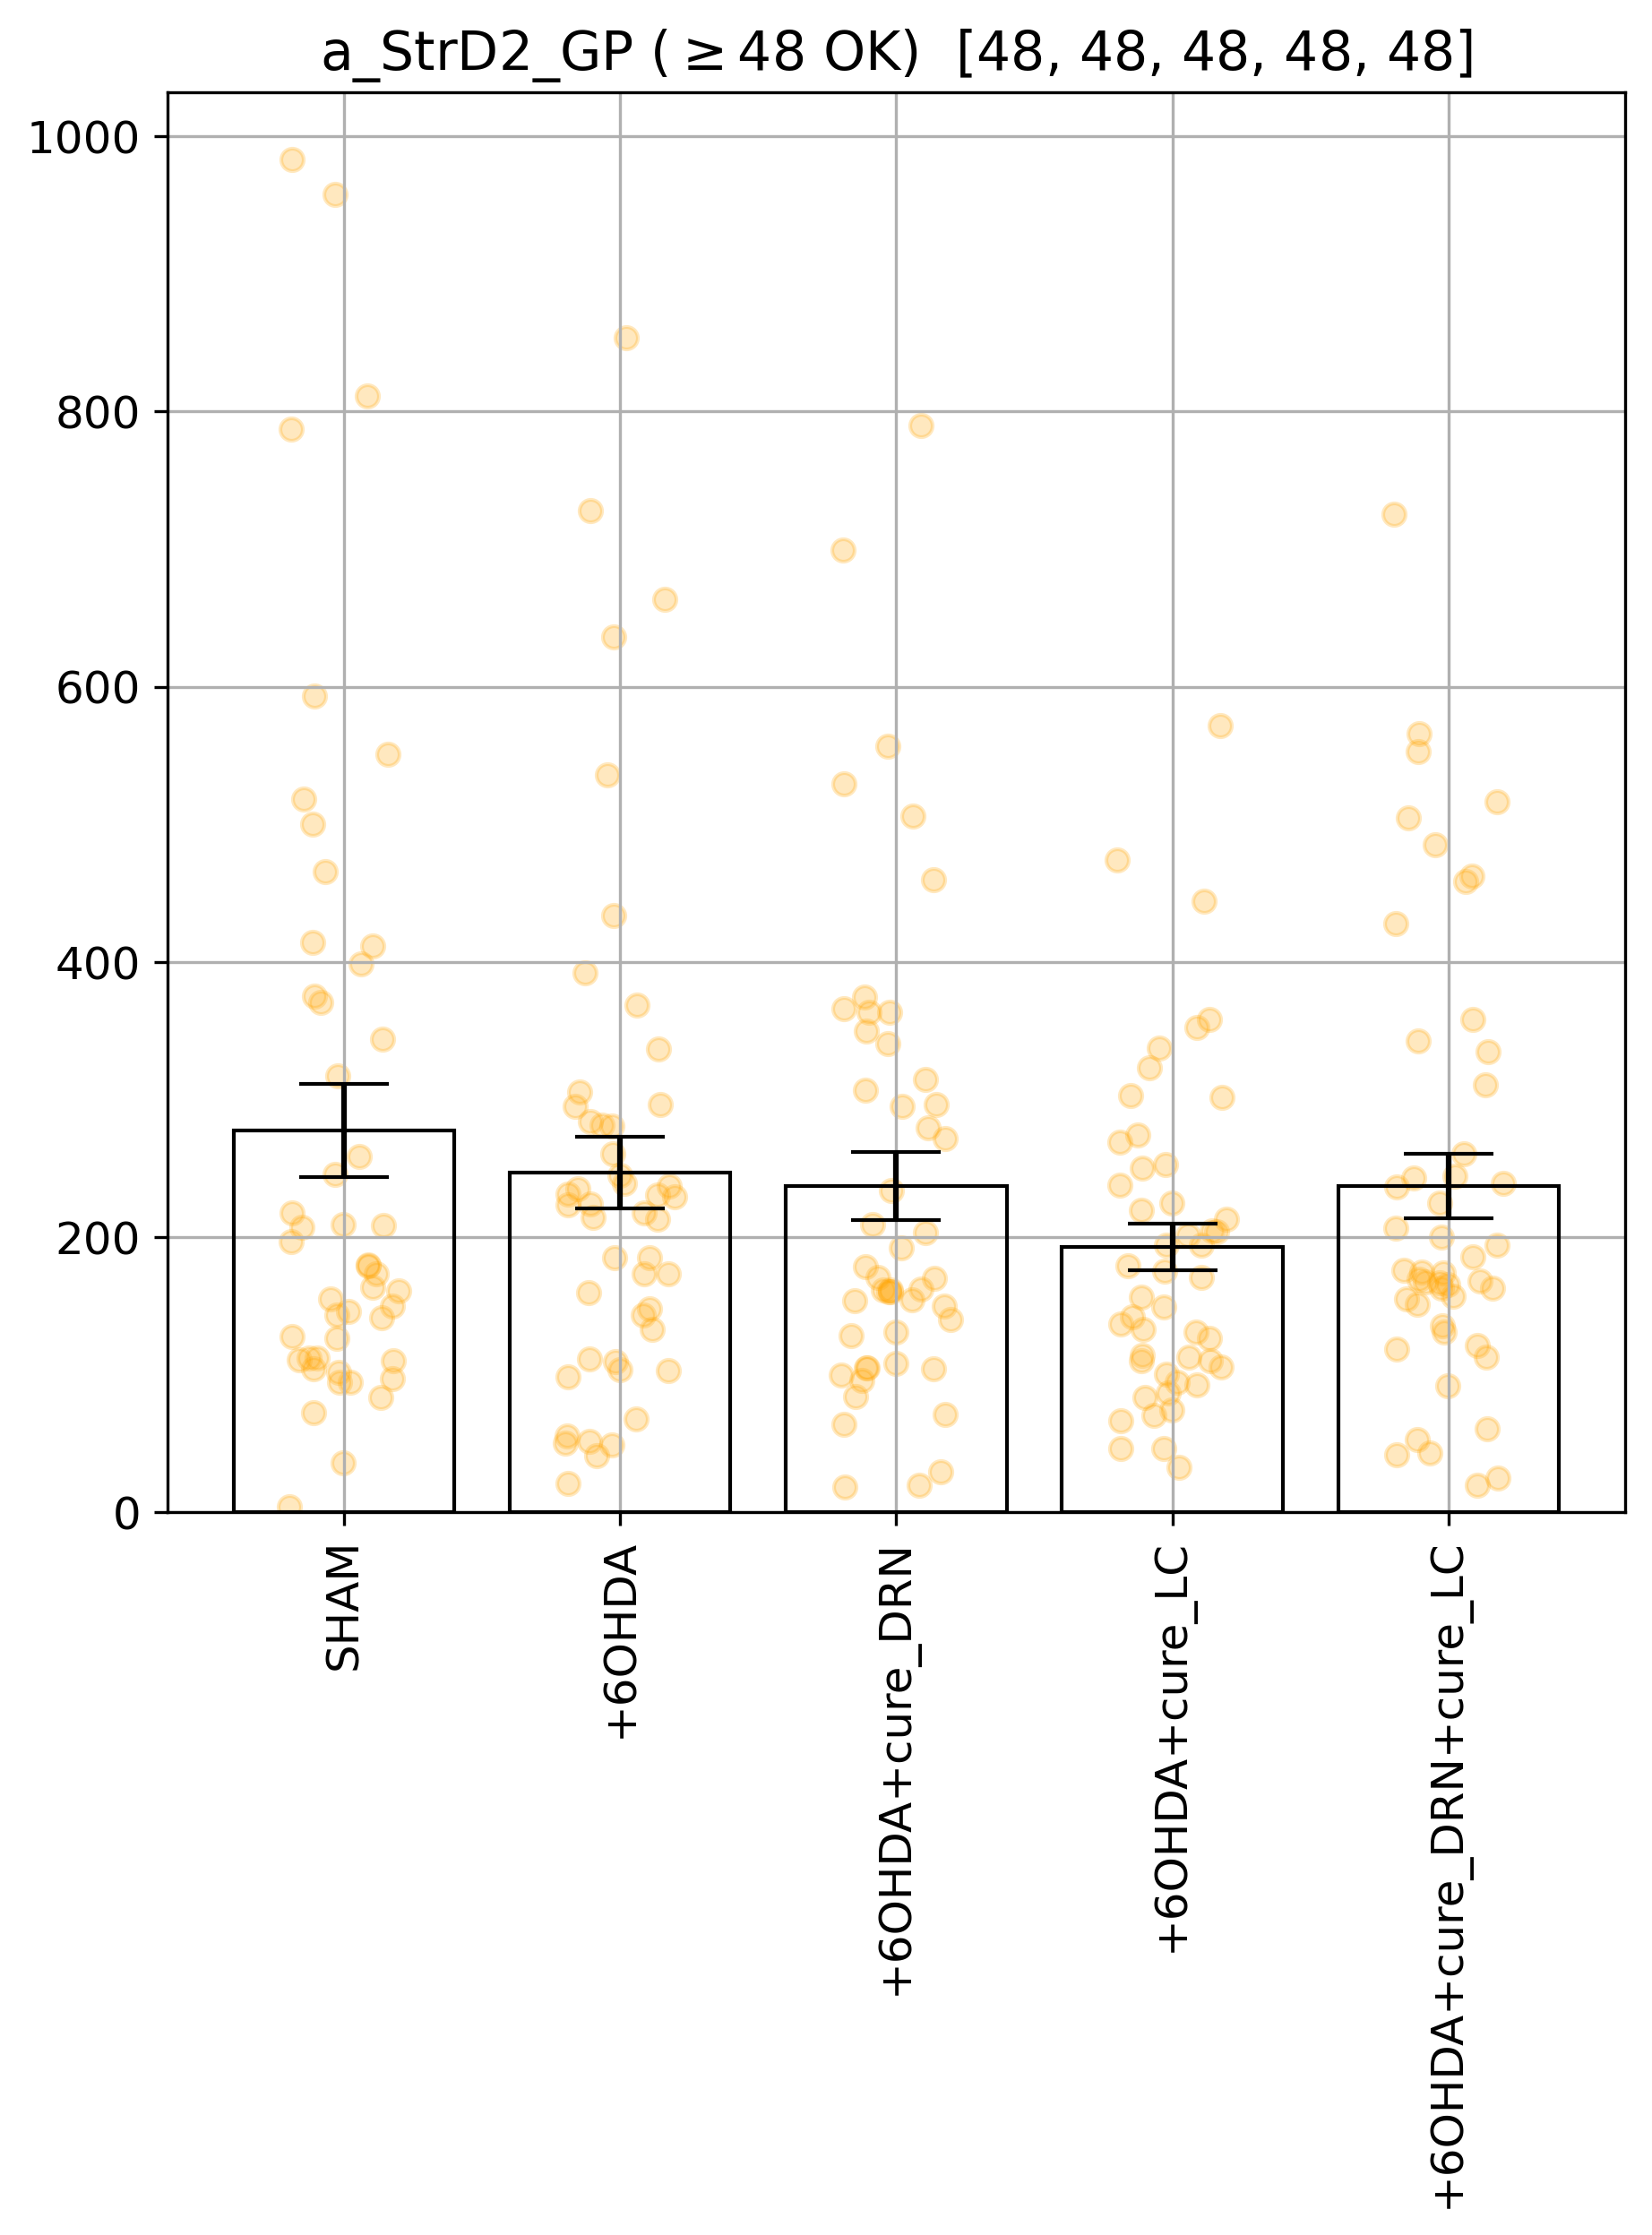 a_StrD2_GP ( ≥ 48 OK)  [48, 48, 48, 48, 48]
1000
800
600
400
200
0
SHAM
+6OHDA
+6OHDA+cure_DRN
+6OHDA+cure_LC
+6OHDA+cure_DRN+cure_LC